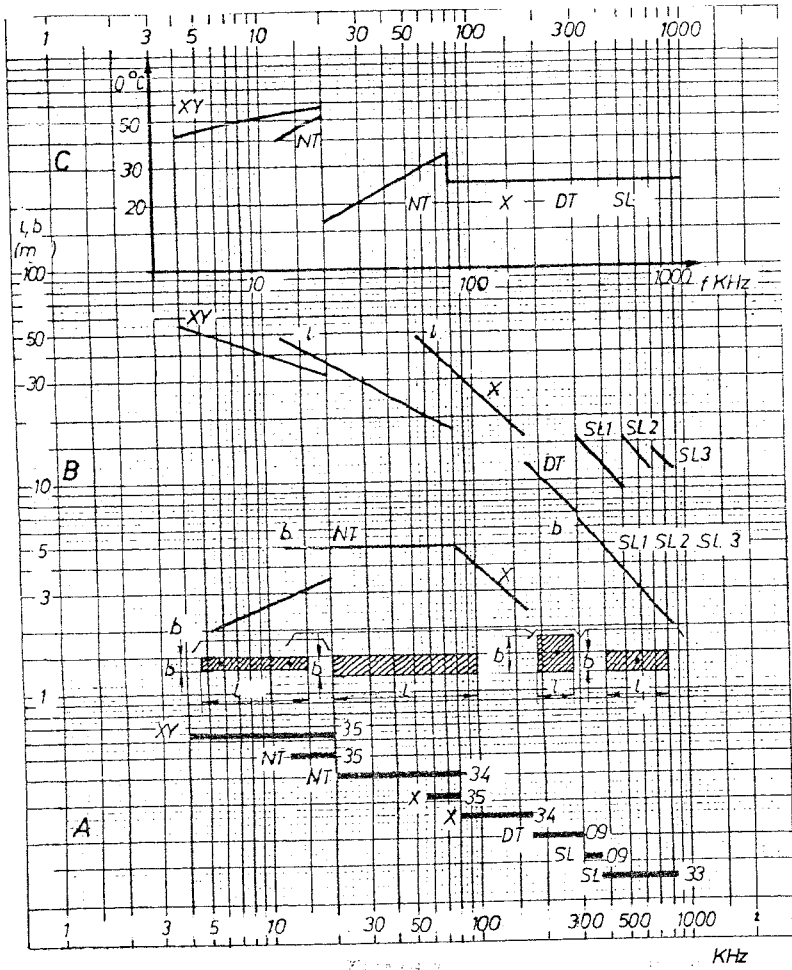 1 3 5 10 30 50 100 300 500 1000
θ°C
XY
50
NT
C
30
20
NT X DT SL
l, b
(m
100
10 100 1000 f KHz
XY
50
l
l
30
X
SL1 SL2
SL3
B
DT
10
b NT
b
5
SL1 SL2 SL3
X
3
b
b b b b
l L l l
1
XY 35
NT 35
NT 34
X 35
X 34
A
DT 09
SL 09
SL 33
1 3 5 10 30 50 100 300 500 1000
KHz